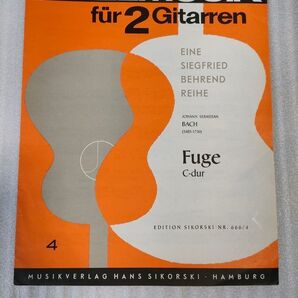 für 2 Gitarren
EINE
SIEGFRIED
BEHREND
REIHE
JOHANN SEBASTIAN
BACH
(1685-1750)
Fuge
C-dur
EDITION SIKORSKI NR. 666/4
4
MUSIKVERLAG HANS SIKORSKI · HAMBURG